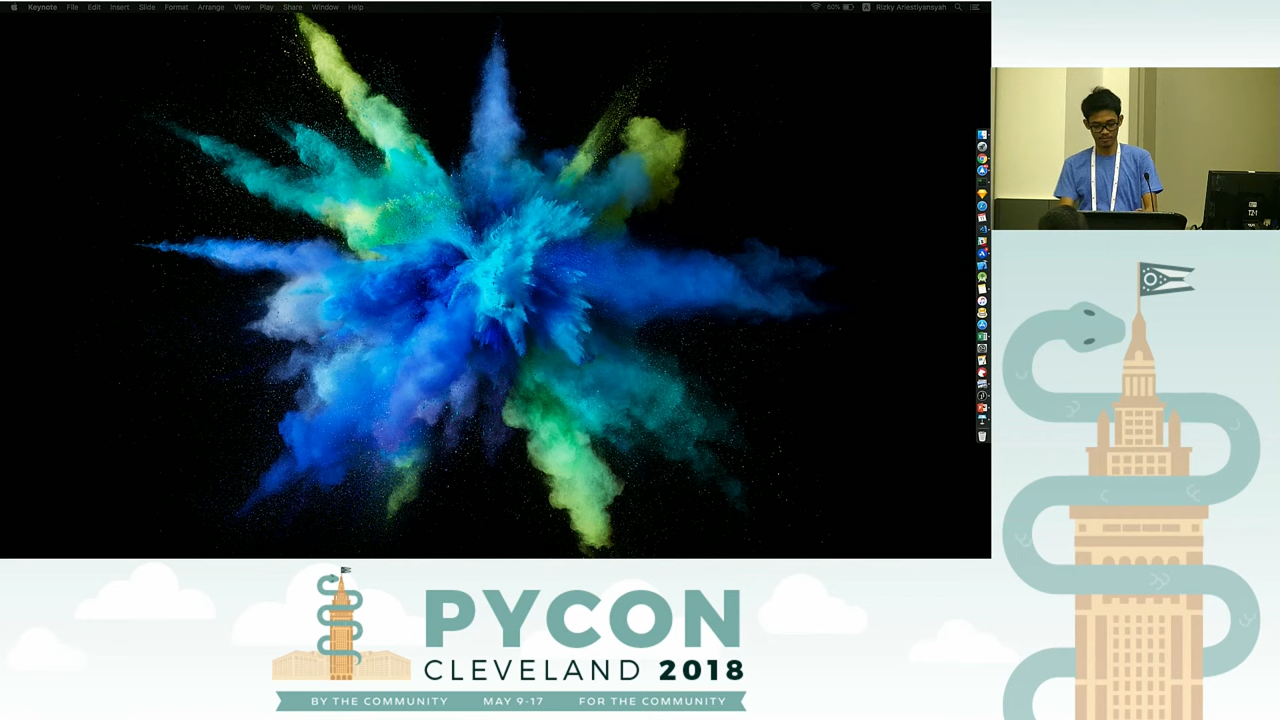 Keynote File Edit Insert Slide Format Arrange View Play Share Window Help
60% Rizky Ariestiyansyah
PYCON
CLEVELAND 2018
BY THE COMMUNITY MAY 9-17 FOR THE COMMUNITY